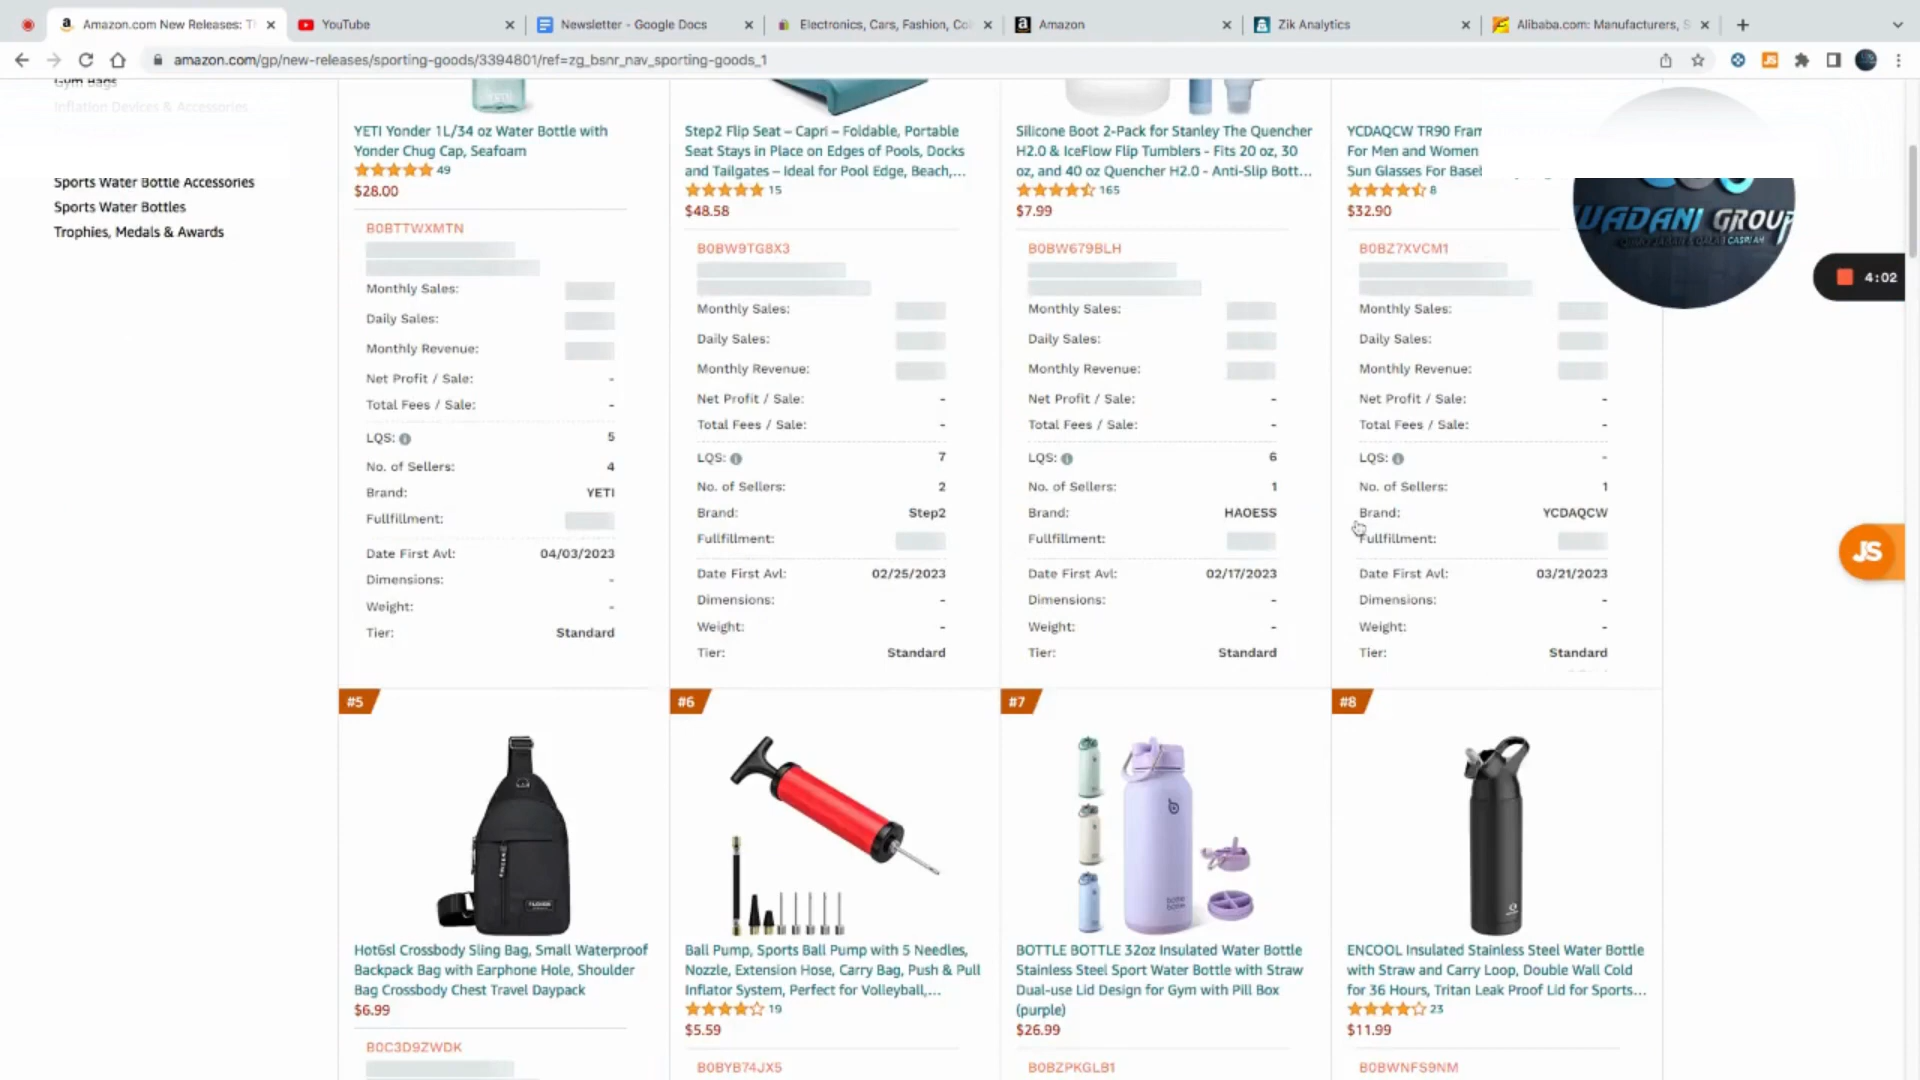 Amazon.com New Releases: T
YouTube
Newsletter - Google Docs
Electronics, Cars, Fashion, Co
Amazon
Zik Analytics
Alibaba.com: Manufacturers, S
amazon.com/gp/new-releases/sporting-goods/3394801/ref=zg_bsnr_nav_sporting-goods_1
Gym Bags
Inflation Devices & Accessories
Sports Water Bottle Accessories
Sports Water Bottles
Trophies, Medals & Awards
YETI Yonder 1L/34 oz Water Bottle with
Yonder Chug Cap, Seafoam
49
$28.00
B0BTTWXMTN
Monthly Sales:
Daily Sales:
Monthly Revenue:
Net Profit / Sale: -
Total Fees / Sale: -
LQS: 5
No. of Sellers: 4
Brand: YETI
Fullfillment:
Date First Avl: 04/03/2023
Dimensions: -
Weight: -
Tier: Standard
Step2 Flip Seat – Capri – Foldable, Portable
Seat Stays in Place on Edges of Pools, Docks
and Tailgates – Ideal for Pool Edge, Beach,...
15
$48.58
B0BW9TG8X3
Monthly Sales:
Daily Sales:
Monthly Revenue:
Net Profit / Sale: -
Total Fees / Sale: -
LQS: 7
No. of Sellers: 2
Brand: Step2
Fullfillment:
Date First Avl: 02/25/2023
Dimensions: -
Weight: -
Tier: Standard
Silicone Boot 2-Pack for Stanley The Quencher
H2.0 & IceFlow Flip Tumblers - Fits 20 oz, 30
oz, and 40 oz Quencher H2.0 - Anti-Slip Bott...
165
$7.99
B0BW679BLH
Monthly Sales:
Daily Sales:
Monthly Revenue:
Net Profit / Sale: -
Total Fees / Sale: -
LQS: 6
No. of Sellers: 1
Brand: HAOESS
Fullfillment:
Date First Avl: 02/17/2023
Dimensions: -
Weight: -
Tier: Standard
YCDAQCW TR90 Fram
For Men and Women
Sun Glasses For Baseb
8
$32.90
B0BZ7XVCM1
Monthly Sales:
Daily Sales:
Monthly Revenue:
Net Profit / Sale: -
Total Fees / Sale: -
LQS: -
No. of Sellers: 1
Brand: YCDAQCW
Fullfillment:
Date First Avl: 03/21/2023
Dimensions: -
Weight: -
Tier: Standard
WADANI GROUP
4:02
JS
#5
Hot6sl Crossbody Sling Bag, Small Waterproof
Backpack Bag with Earphone Hole, Shoulder
Bag Crossbody Chest Travel Daypack
$6.99
B0C3D9ZWDK
#6
Ball Pump, Sports Ball Pump with 5 Needles,
Nozzle, Extension Hose, Carry Bag, Push & Pull
Inflator System, Perfect for Volleyball,...
19
$5.59
B0BYB74JX5
#7
BOTTLE BOTTLE 32oz Insulated Water Bottle
Stainless Steel Sport Water Bottle with Straw
Dual-use Lid Design for Gym with Pill Box
(purple)
$26.99
B0BZPKGLB1
#8
ENCOOL Insulated Stainless Steel Water Bottle
with Straw and Carry Loop, Double Wall Cold
for 36 Hours, Tritan Leak Proof Lid for Sports...
23
$11.99
B0BWNFS9NM